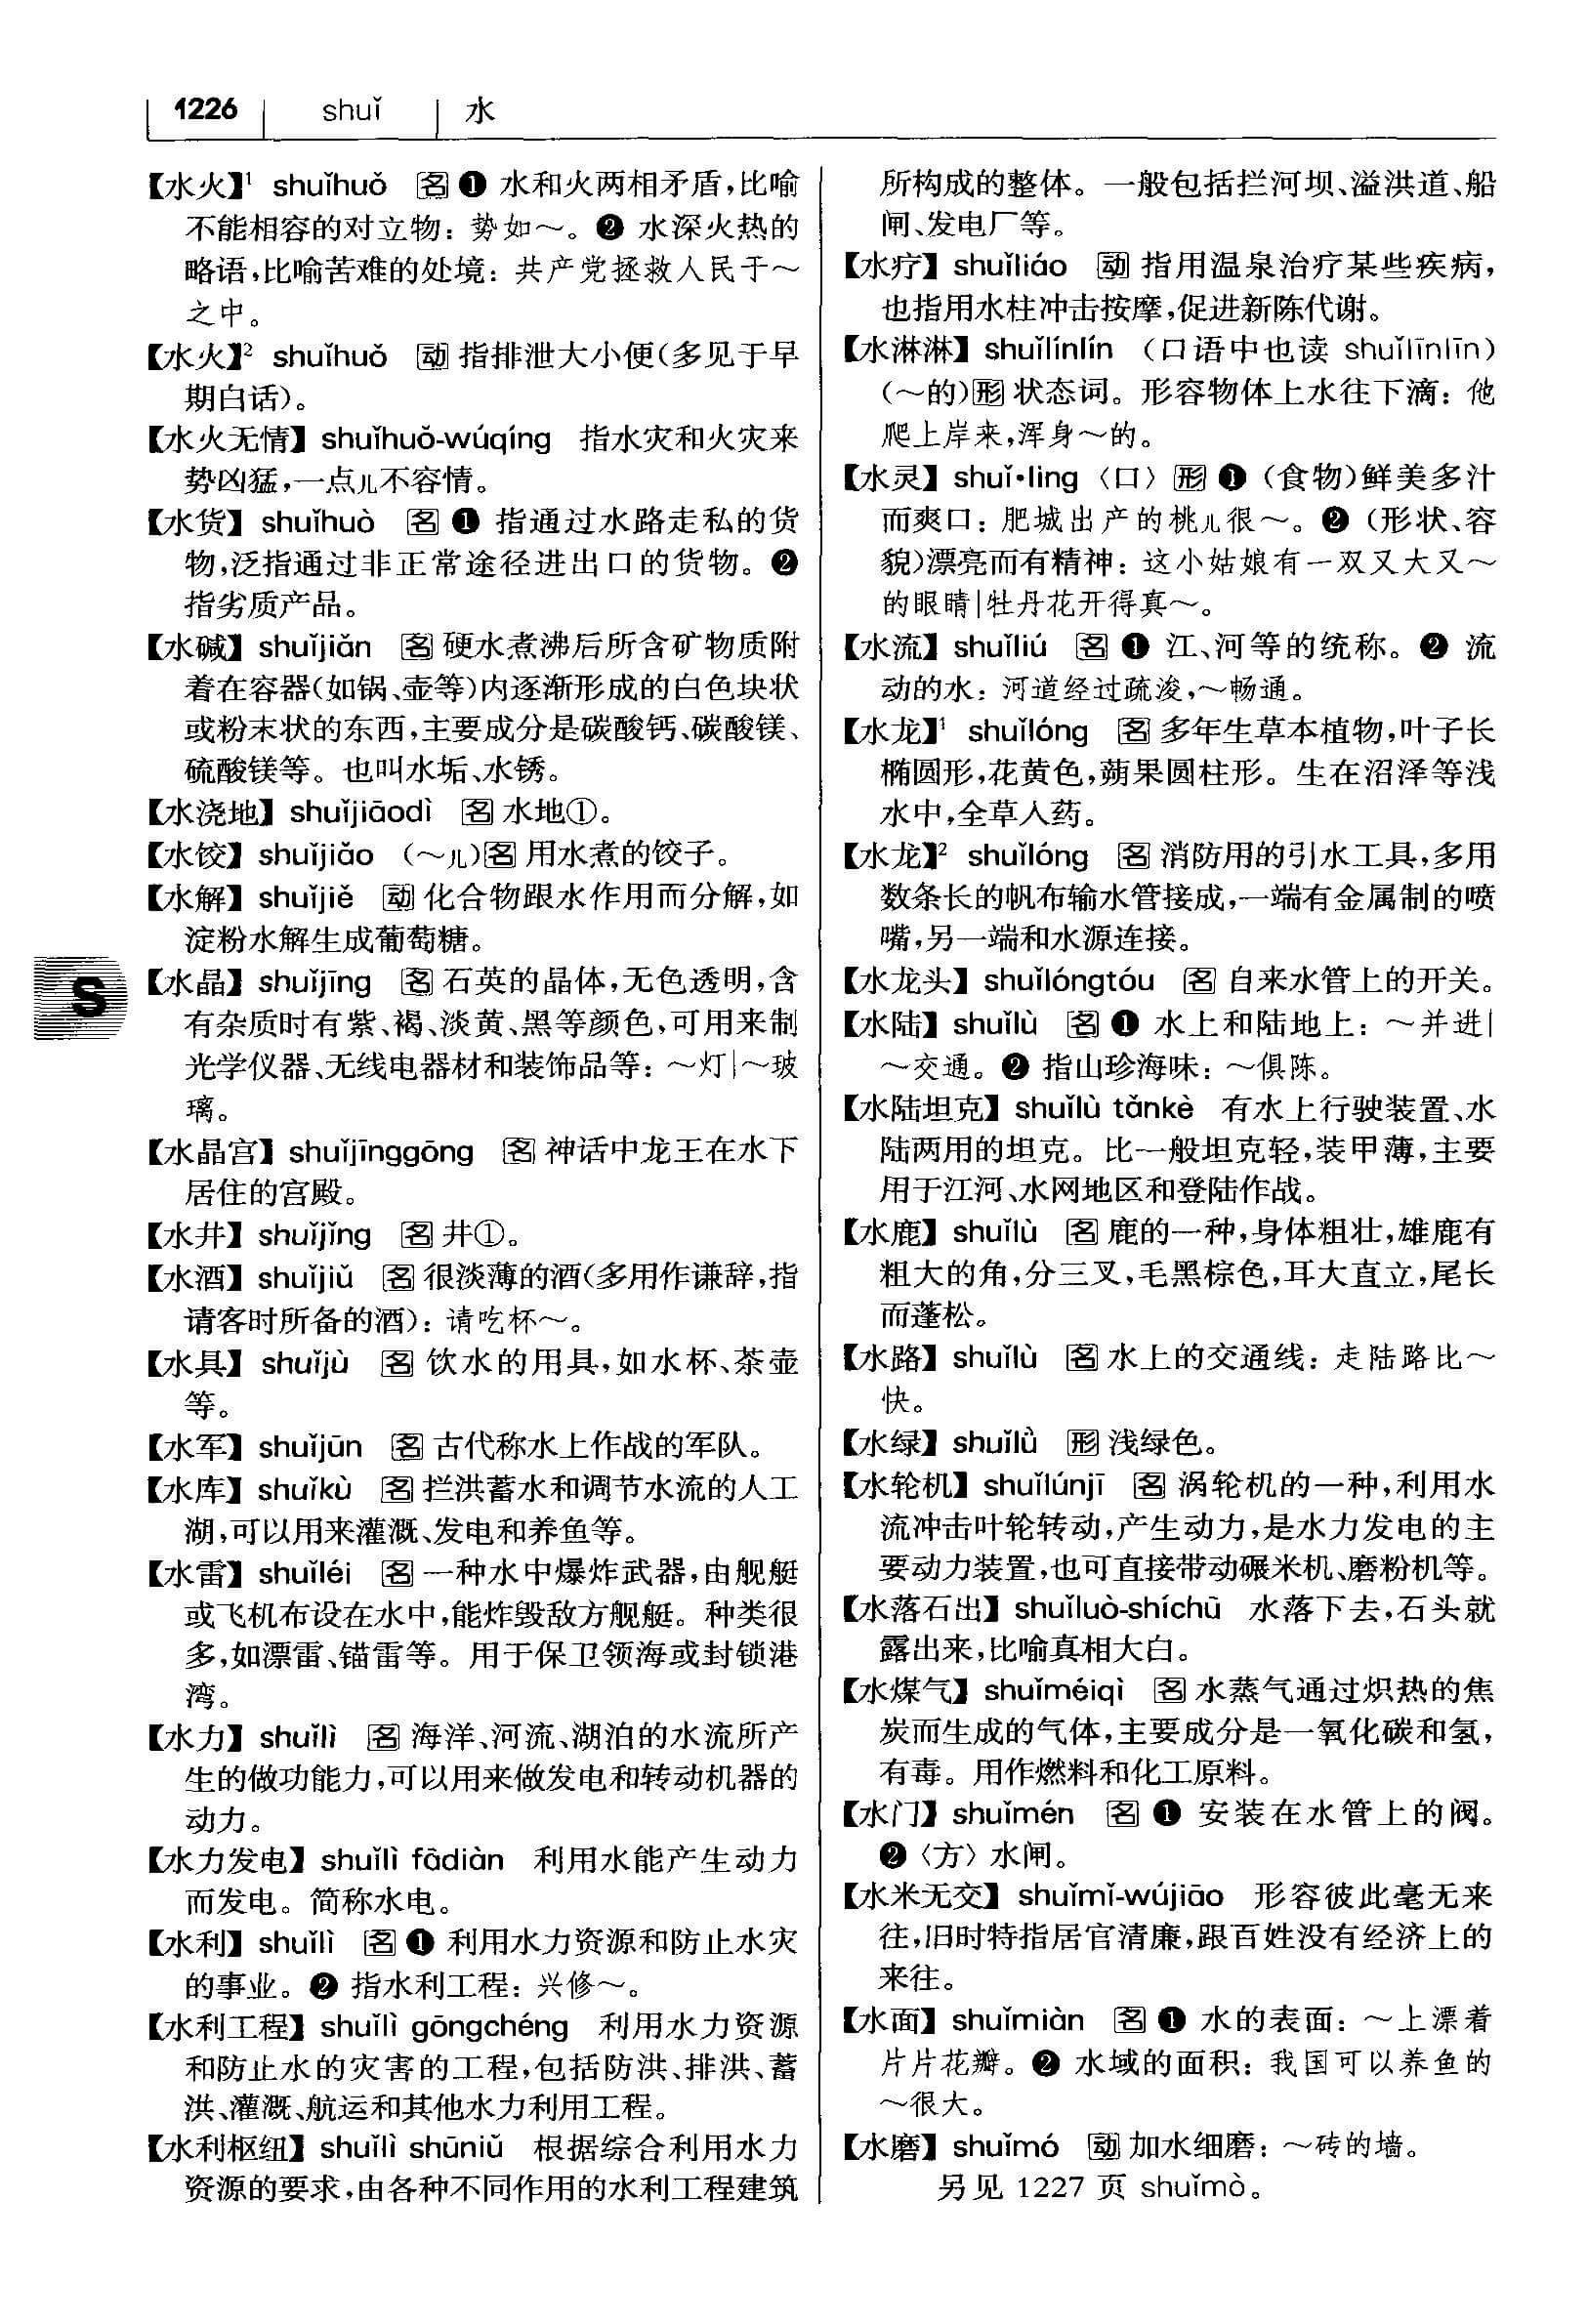 1226 shuǐ 水
【水火】¹ shuǐhuǒ 名 ❶ 水和火两相矛盾,比喻
不能相容的对立物：势如～。❷ 水深火热的
略语,比喻苦难的处境：共产党拯救人民于～
之中。
【水火】² shuǐhuǒ 动 指排泄大小便(多见于早
期白话)。
【水火无情】shuǐhuǒ-wúqíng 指水灾和火灾来
势凶猛,一点儿不容情。
【水货】shuǐhuò 名 ❶ 指通过水路走私的货
物,泛指通过非正常途径进出口的货物。❷
指劣质产品。
【水碱】shuǐjiǎn 名 硬水煮沸后所含矿物质附
着在容器(如锅、壶等)内逐渐形成的白色块状
或粉末状的东西,主要成分是碳酸钙、碳酸镁、
硫酸镁等。也叫水垢、水锈。
【水浇地】shuǐjiāodì 名 水地①。
【水饺】shuǐjiǎo (～儿)名 用水煮的饺子。
【水解】shuǐjiě 动 化合物跟水作用而分解,如
淀粉水解生成葡萄糖。
【水晶】shuǐjīng 名 石英的晶体,无色透明,含
有杂质时有紫、褐、淡黄、黑等颜色,可用来制
光学仪器、无线电器材和装饰品等：～灯|～玻
璃。
【水晶宫】shuǐjīnggōng 名 神话中龙王在水下
居住的宫殿。
【水井】shuǐjǐng 名 井①。
【水酒】shuǐjiǔ 名 很淡薄的酒(多用作谦辞,指
请客时所备的酒)：请吃杯～。
【水具】shuǐjù 名 饮水的用具,如水杯、茶壶
等。
【水军】shuǐjūn 名 古代称水上作战的军队。
【水库】shuǐkù 名 拦洪蓄水和调节水流的人工
湖,可以用来灌溉、发电和养鱼等。
【水雷】shuǐléi 名 一种水中爆炸武器,由舰艇
或飞机布设在水中,能炸毁敌方舰艇。种类很
多,如漂雷、锚雷等。用于保卫领海或封锁港
湾。
【水力】shuǐlì 名 海洋、河流、湖泊的水流所产
生的做功能力,可以用来做发电和转动机器的
动力。
【水力发电】shuǐlì fādiàn 利用水能产生动力
而发电。简称水电。
【水利】shuǐlì 名 ❶ 利用水力资源和防止水灾
的事业。❷ 指水利工程：兴修～。
【水利工程】shuǐlì gōngchéng 利用水力资源
和防止水的灾害的工程,包括防洪、排洪、蓄
洪、灌溉、航运和其他水力利用工程。
【水利枢纽】shuǐlì shūniǔ 根据综合利用水力
资源的要求,由各种不同作用的水利工程建筑
所构成的整体。一般包括拦河坝、溢洪道、船
闸、发电厂等。
【水疗】shuǐliáo 动 指用温泉治疗某些疾病,
也指用水柱冲击按摩,促进新陈代谢。
【水淋淋】shuǐlínlín (口语中也读 shuǐlīnlīn)
(～的)形 状态词。形容物体上水往下滴：他
爬上岸来,浑身～的。
【水灵】shuǐ·ling〈口〉形 ❶ (食物)鲜美多汁
而爽口：肥城出产的桃儿很～。❷ (形状、容
貌)漂亮而有精神：这小姑娘有一双又大又～
的眼睛|牡丹花开得真～。
【水流】shuǐliú 名 ❶ 江、河等的统称。❷ 流
动的水：河道经过疏浚,～畅通。
【水龙】¹ shuǐlóng 名 多年生草本植物,叶子长
椭圆形,花黄色,蒴果圆柱形。生在沼泽等浅
水中,全草入药。
【水龙】² shuǐlóng 名 消防用的引水工具,多用
数条长的帆布输水管接成,一端有金属制的喷
嘴,另一端和水源连接。
【水龙头】shuǐlóngtóu 名 自来水管上的开关。
【水陆】shuǐlù 名 ❶ 水上和陆地上：～并进|
～交通。❷ 指山珍海味：～俱陈。
【水陆坦克】shuǐlù tǎnkè 有水上行驶装置、水
陆两用的坦克。比一般坦克轻,装甲薄,主要
用于江河、水网地区和登陆作战。
【水鹿】shuǐlù 名 鹿的一种,身体粗壮,雄鹿有
粗大的角,分三叉,毛黑棕色,耳大直立,尾长
而蓬松。
【水路】shuǐlù 名 水上的交通线：走陆路比～
快。
【水绿】shuǐlǜ 形 浅绿色。
【水轮机】shuǐlúnjī 名 涡轮机的一种,利用水
流冲击叶轮转动,产生动力,是水力发电的主
要动力装置,也可直接带动碾米机、磨粉机等。
【水落石出】shuǐluò-shíchū 水落下去,石头就
露出来,比喻真相大白。
【水煤气】shuǐméiqì 名 水蒸气通过炽热的焦
炭而生成的气体,主要成分是一氧化碳和氢,
有毒。用作燃料和化工原料。
【水门】shuǐmén 名 ❶ 安装在水管上的阀。
❷〈方〉水闸。
【水米无交】shuǐmǐ-wújiāo 形容彼此毫无来
往,旧时特指居官清廉,跟百姓没有经济上的
来往。
【水面】shuǐmiàn 名 ❶ 水的表面：～上漂着
片片花瓣。❷ 水域的面积：我国可以养鱼的
～很大。
【水磨】shuǐmó 动 加水细磨：～砖的墙。
另见 1227 页 shuǐmò。
S